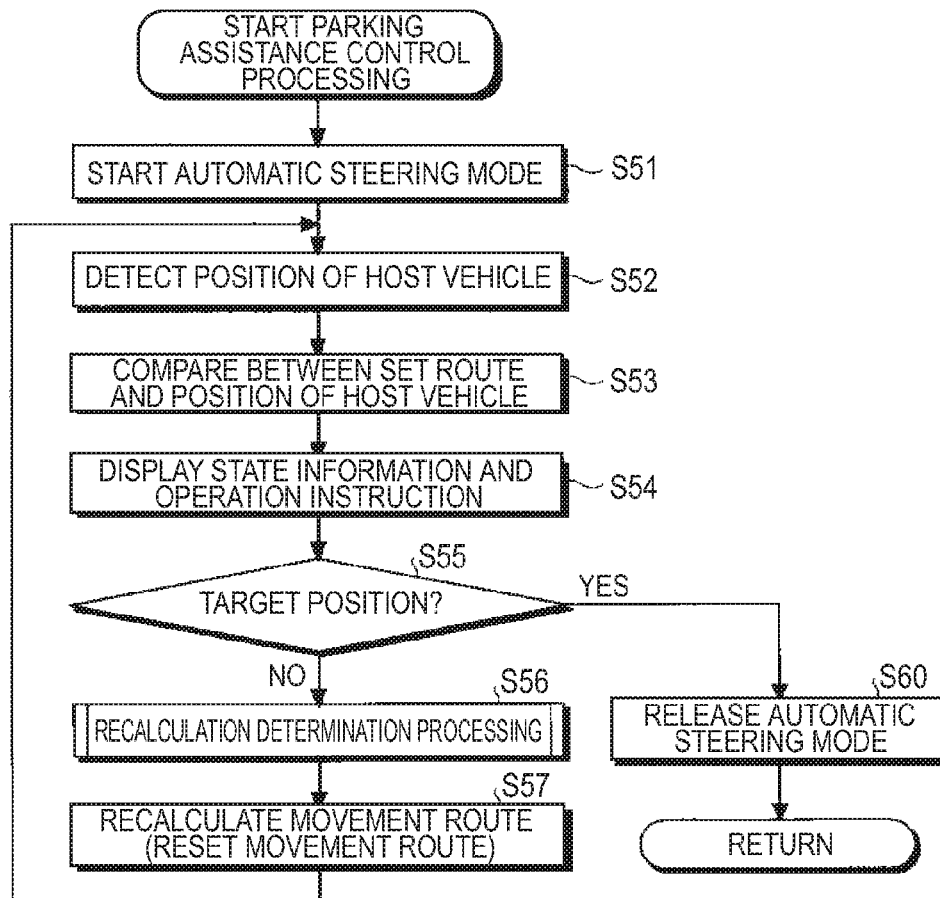 START PARKING
ASSISTANCE CONTROL
PROCESSING
START AUTOMATIC STEERING MODE
S51
DETECT POSITION OF HOST VEHICLE
S52
COMPARE BETWEEN SET ROUTE
AND POSITION OF HOST VEHICLE
S53
DISPLAY STATE INFORMATION AND
OPERATION INSTRUCTION
S54
S55
TARGET POSITION?
YES
NO
S56
RECALCULATION DETERMINATION PROCESSING
S60
RELEASE AUTOMATIC
STEERING MODE
S57
RECALCULATE MOVEMENT ROUTE
(RESET MOVEMENT ROUTE)
RETURN